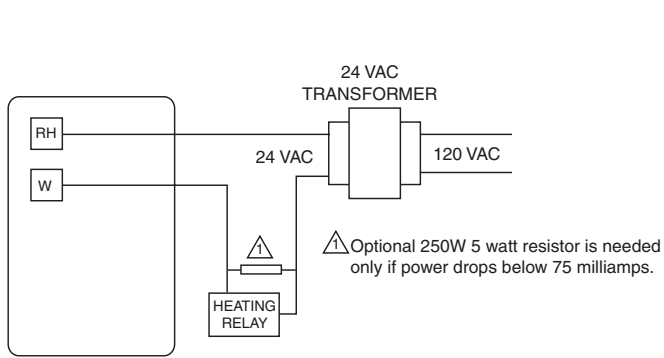 24 VAC
TRANSFORMER
RH
24 VAC
120 VAC
W
1
1 Optional 250W 5 watt resistor is needed
only if power drops below 75 milliamps.
HEATING
RELAY